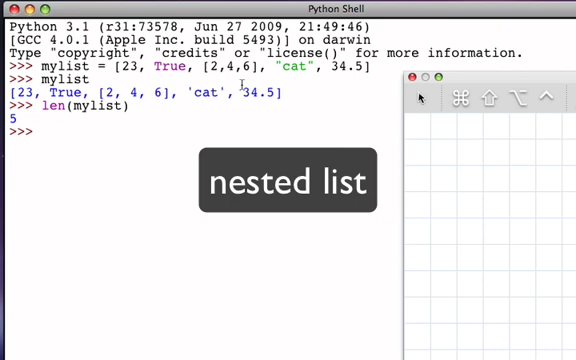 Python Shell
Python 3.1 (r31:73578, Jun 27 2009, 21:49:46)
[GCC 4.0.1 (Apple Inc. build 5493)] on darwin
Type "copyright", "credits" or "license()" for more information.
>>> mylist = [23, True, [2,4,6], "cat", 34.5]
>>> mylist
[23, True, [2, 4, 6], 'cat', 34.5]
>>> len(mylist)
5
>>>
nested list